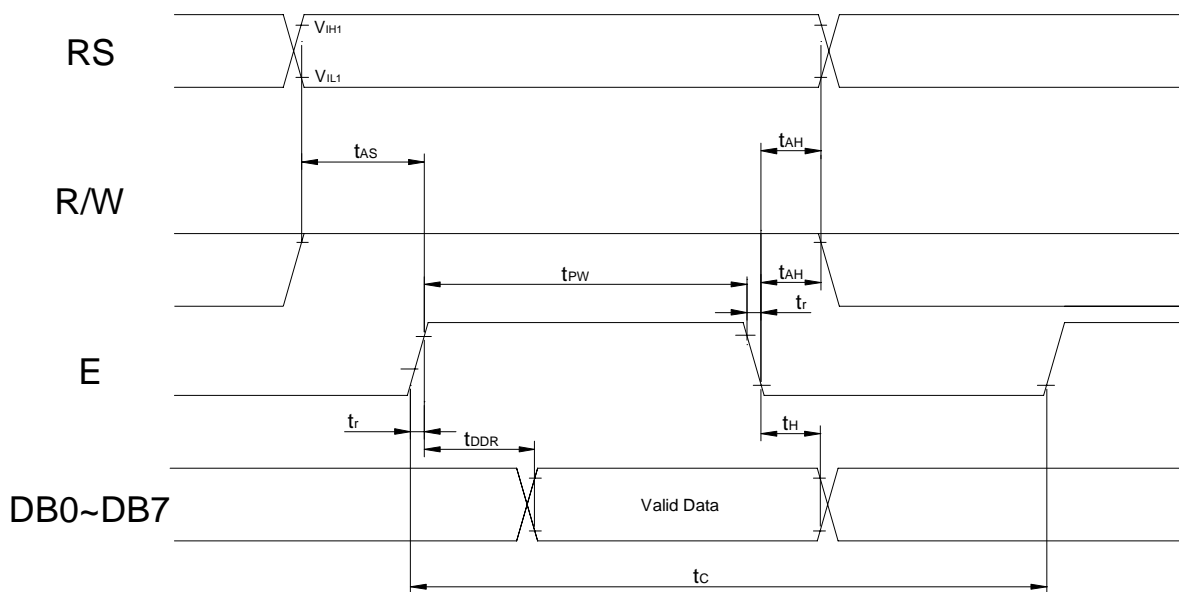 RS
VIH1
VIL1
tAS
tAH
R/W
tPW
tAH
tr
E
tr
tDDR
tH
DB0~DB7
Valid Data
tC